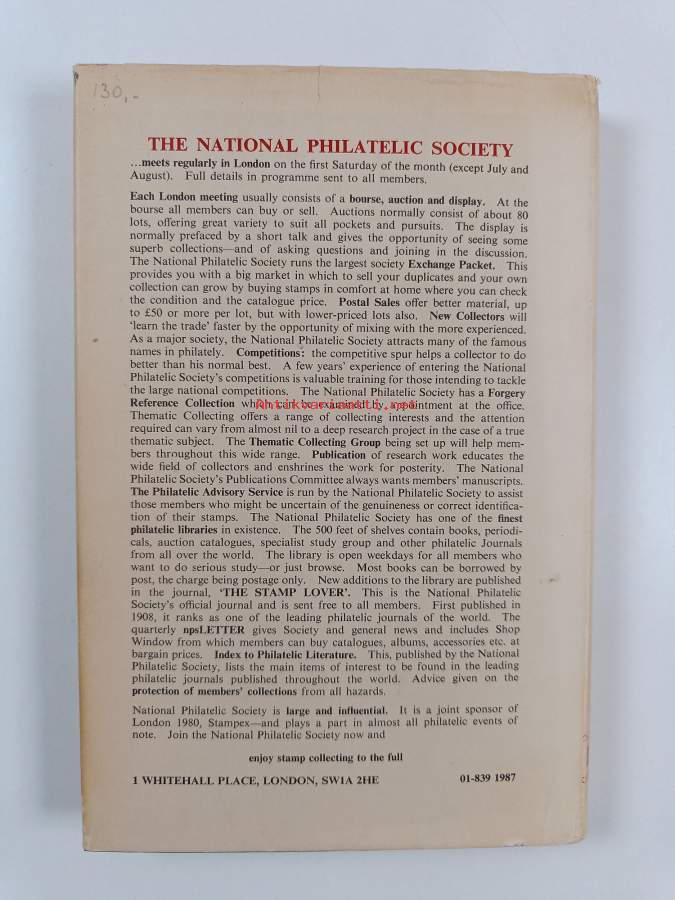 130,-
THE NATIONAL PHILATELIC SOCIETY
...meets regularly in London on the first Saturday of the month (except July and
August). Full details in programme sent to all members.
Each London meeting usually consists of a bourse, auction and display. At the
bourse all members can buy or sell. Auctions normally consist of about 80
lots, offering great variety to suit all pockets and pursuits. The display is
normally prefaced by a short talk and gives the opportunity of seeing some
superb collections—and of asking questions and joining in the discussion.
The National Philatelic Society runs the largest society Exchange Packet. This
provides you with a big market in which to sell your duplicates and your own
collection can grow by buying stamps in comfort at home where you can check
the condition and the catalogue price. Postal Sales offer better material, up
to £50 or more per lot, but with lower-priced lots also. New Collectors will
'learn the trade' faster by the opportunity of mixing with the more experienced.
As a major society, the National Philatelic Society attracts many of the famous
names in philately. Competitions: the competitive spur helps a collector to do
better than his normal best. A few years' experience of entering the National
Philatelic Society's competitions is valuable training for those intending to tackle
the large national competitions. The National Philatelic Society has a Forgery
Reference Collection which can be examined by appointment at the office.
Thematic Collecting offers a range of collecting interests and the attention
required can vary from almost nil to a deep research project in the case of a true
thematic subject. The Thematic Collecting Group being set up will help mem-
bers throughout this wide range. Publication of research work educates the
wide field of collectors and enshrines the work for posterity. The National
Philatelic Society's Publications Committee always wants members' manuscripts.
The Philatelic Advisory Service is run by the National Philatelic Society to assist
those members who might be uncertain of the genuineness or correct identifica-
tion of their stamps. The National Philatelic Society has one of the finest
philatelic libraries in existence. The 500 feet of shelves contain books, periodi-
cals, auction catalogues, specialist study group and other philatelic Journals
from all over the world. The library is open weekdays for all members who
want to do serious study—or just browse. Most books can be borrowed by
post, the charge being postage only. New additions to the library are published
in the journal, 'THE STAMP LOVER'. This is the National Philatelic
Society's official journal and is sent free to all members. First published in
1908, it ranks as one of the leading philatelic journals of the world. The
quarterly npsLETTER gives Society and general news and includes Shop
Window from which members can buy catalogues, albums, accessories etc. at
bargain prices. Index to Philatelic Literature. This, published by the National
Philatelic Society, lists the main items of interest to be found in the leading
philatelic journals published throughout the world. Advice given on the
protection of members' collections from all hazards.
National Philatelic Society is large and influential. It is a joint sponsor of
London 1980, Stampex—and plays a part in almost all philatelic events of
note. Join the National Philatelic Society now and
enjoy stamp collecting to the full
1 WHITEHALL PLACE, LONDON, SW1A 2HE 01-839 1987